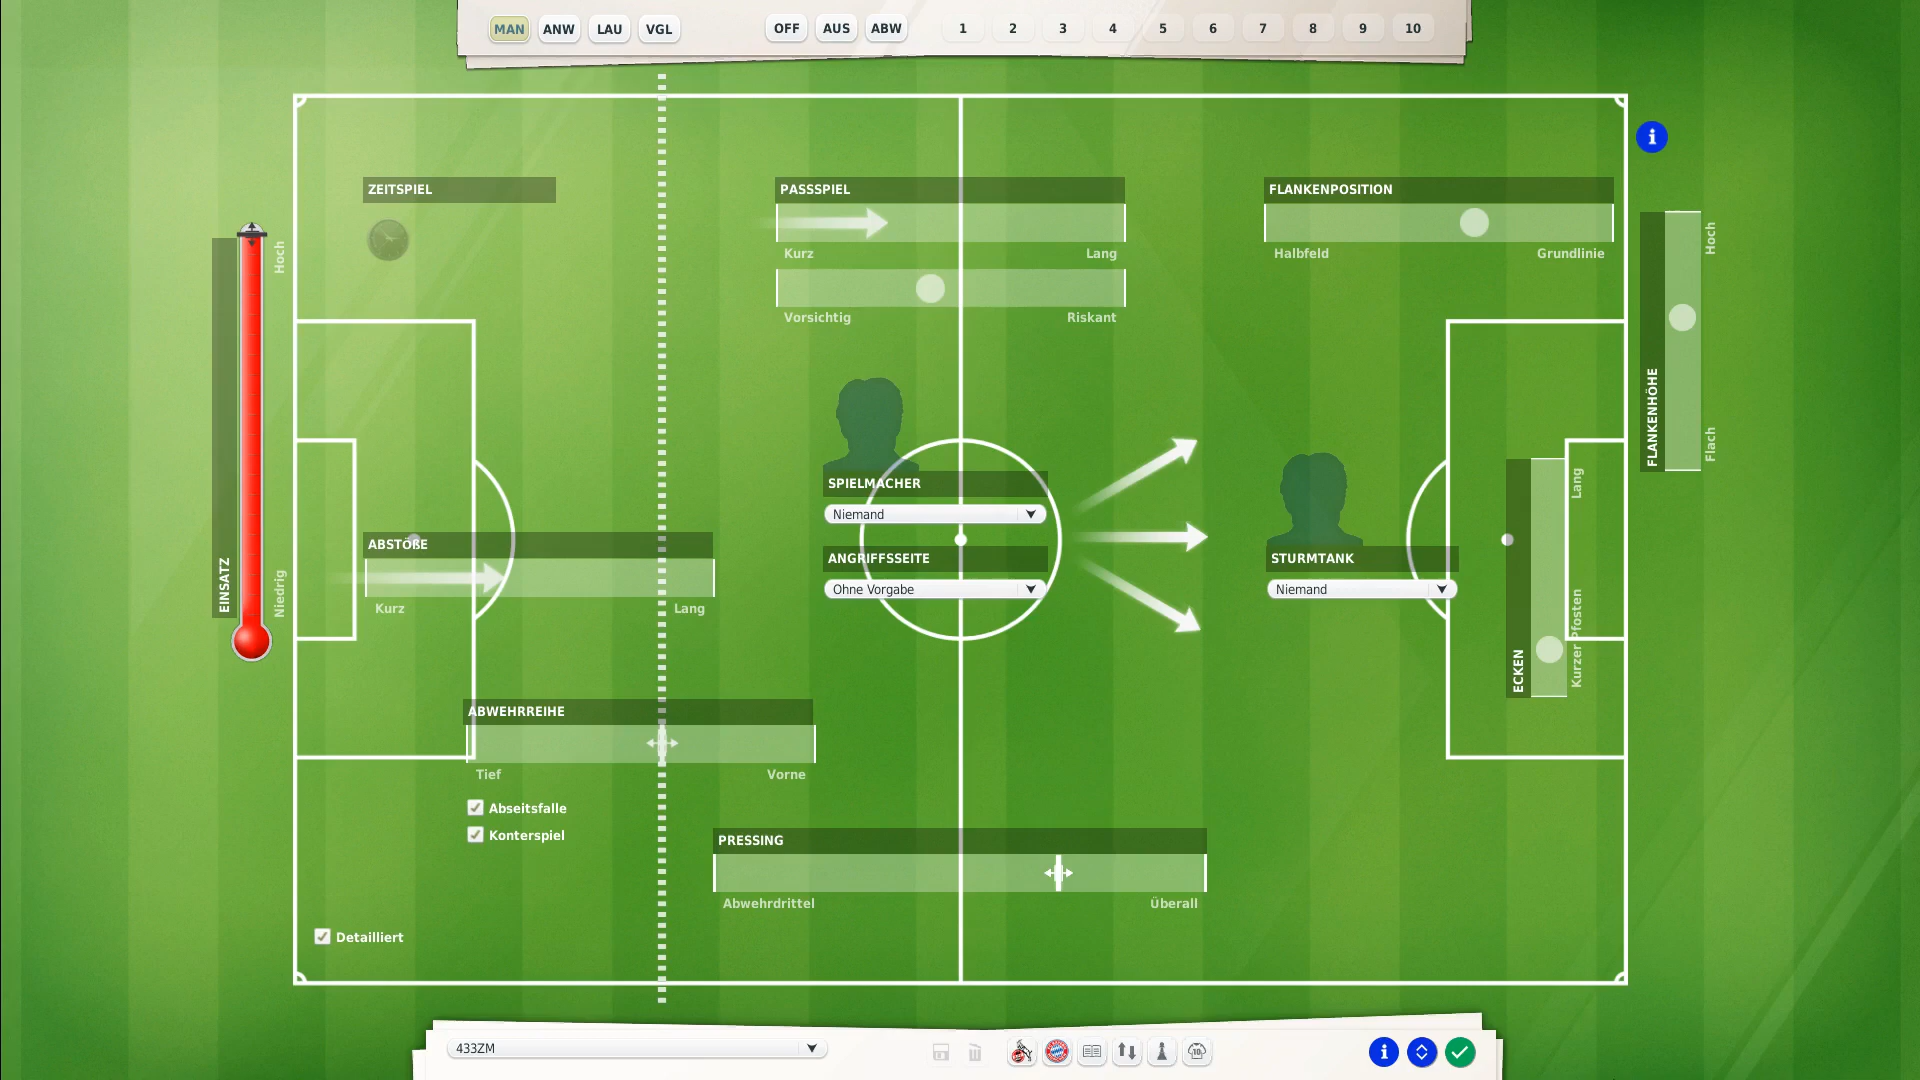 MAN ANW LAU VGL OFF AUS ABW 1 2 3 4 5 6 7 8 9 10
ZEITSPIEL
PASSSPIEL
Kurz Lang
Vorsichtig Riskant
FLANKENPOSITION
Halbfeld Grundlinie
FLANKENHÖHE
Hoch
Flach
EINSATZ
Hoch
Niedrig
SPIELMACHER
Niemand
ANGRIFFSSEITE
Ohne Vorgabe
STURMTANK
Niemand
ECKEN
Lang
Kurzer Pfosten
ABSTÖßE
Kurz Lang
ABWEHRREIHE
Tief Vorne
Abseitsfalle
Konterspiel
PRESSING
Abwehrdrittel Überall
Detailliert
433ZM
10